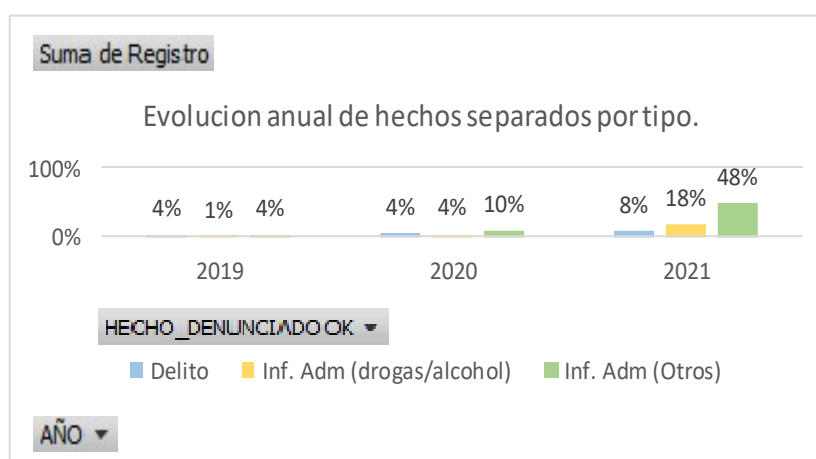 Suma de Registro
Evolucion anual de hechos separados por tipo.
100%
0%
4% 1% 4% 4% 4% 10% 8% 18% 48%
2019 2020 2021
HECHO_DENUNCIADO OK
Delito Inf. Adm (drogas/alcohol) Inf. Adm (Otros)
AÑO